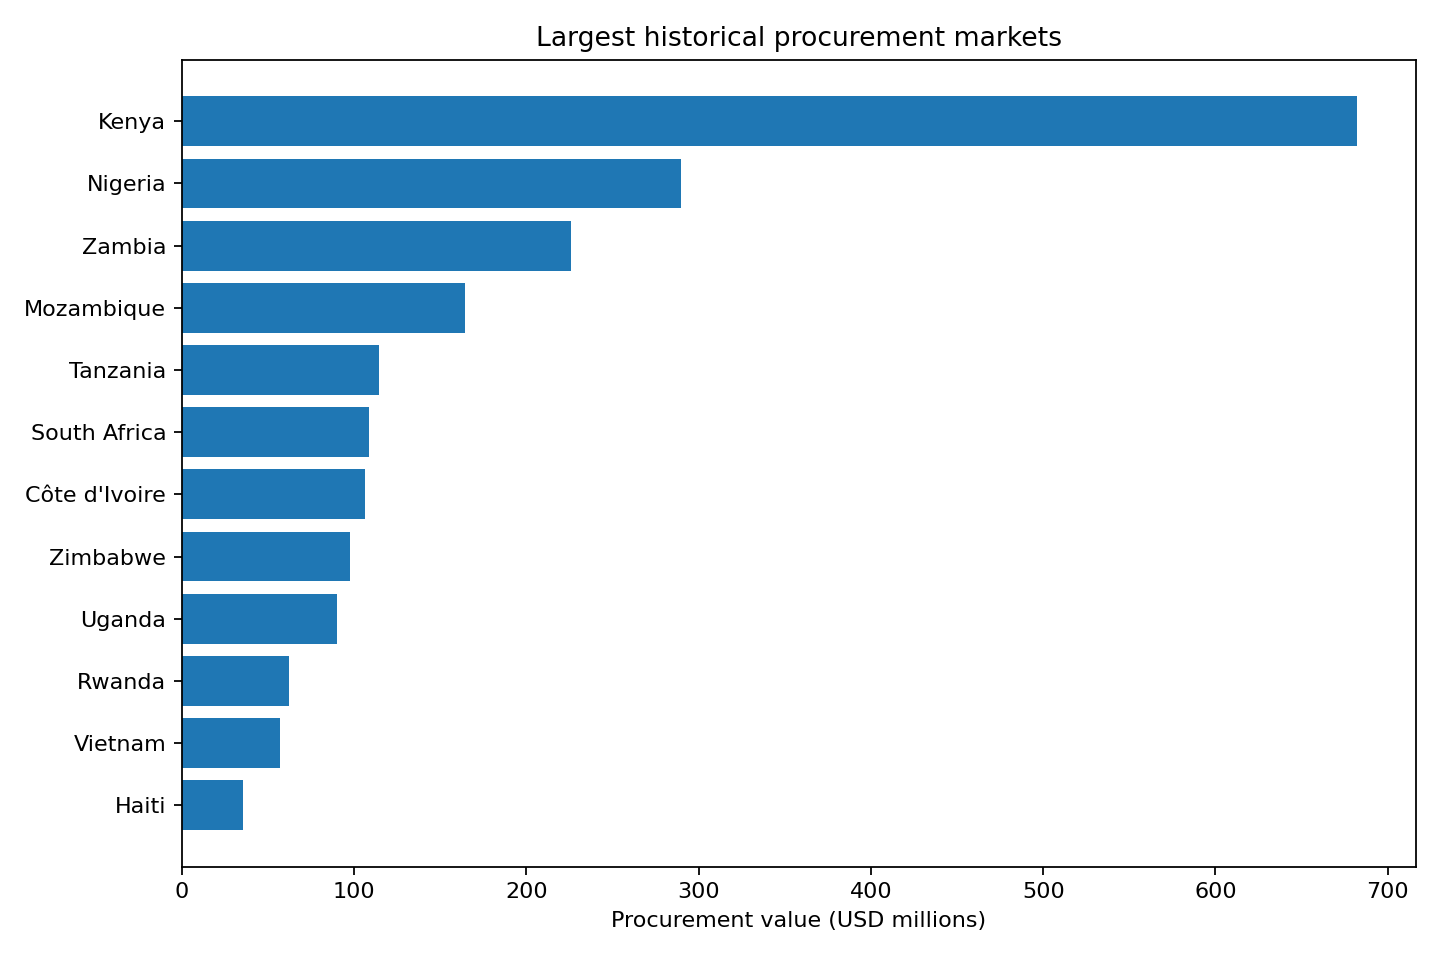 Largest historical procurement markets
Kenya
Nigeria
Zambia
Mozambique
Tanzania
South Africa
Côte d'Ivoire
Zimbabwe
Uganda
Rwanda
Vietnam
Haiti
0 100 200 300 400 500 600 700
Procurement value (USD millions)